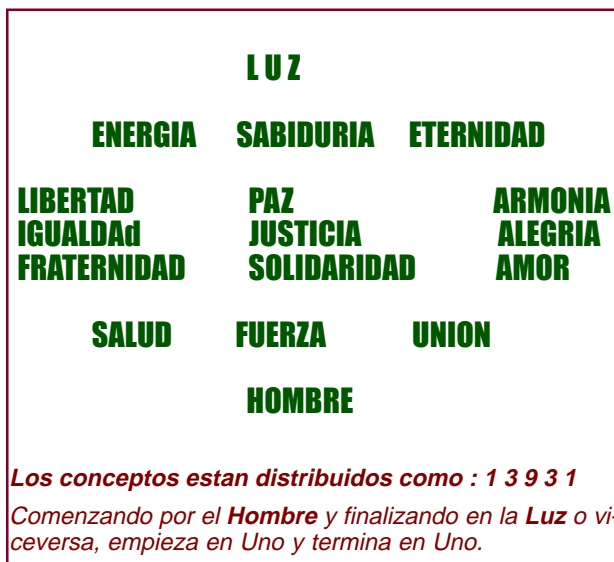 L U Z
ENERGIA SABIDURIA ETERNIDAD
LIBERTAD PAZ ARMONIA
IGUALDAd JUSTICIA ALEGRIA
FRATERNIDAD SOLIDARIDAD AMOR
SALUD FUERZA UNION
HOMBRE
Los conceptos estan distribuidos como : 1 3 9 3 1
Comenzando por el Hombre y finalizando en la Luz o vi-
ceversa, empieza en Uno y termina en Uno.